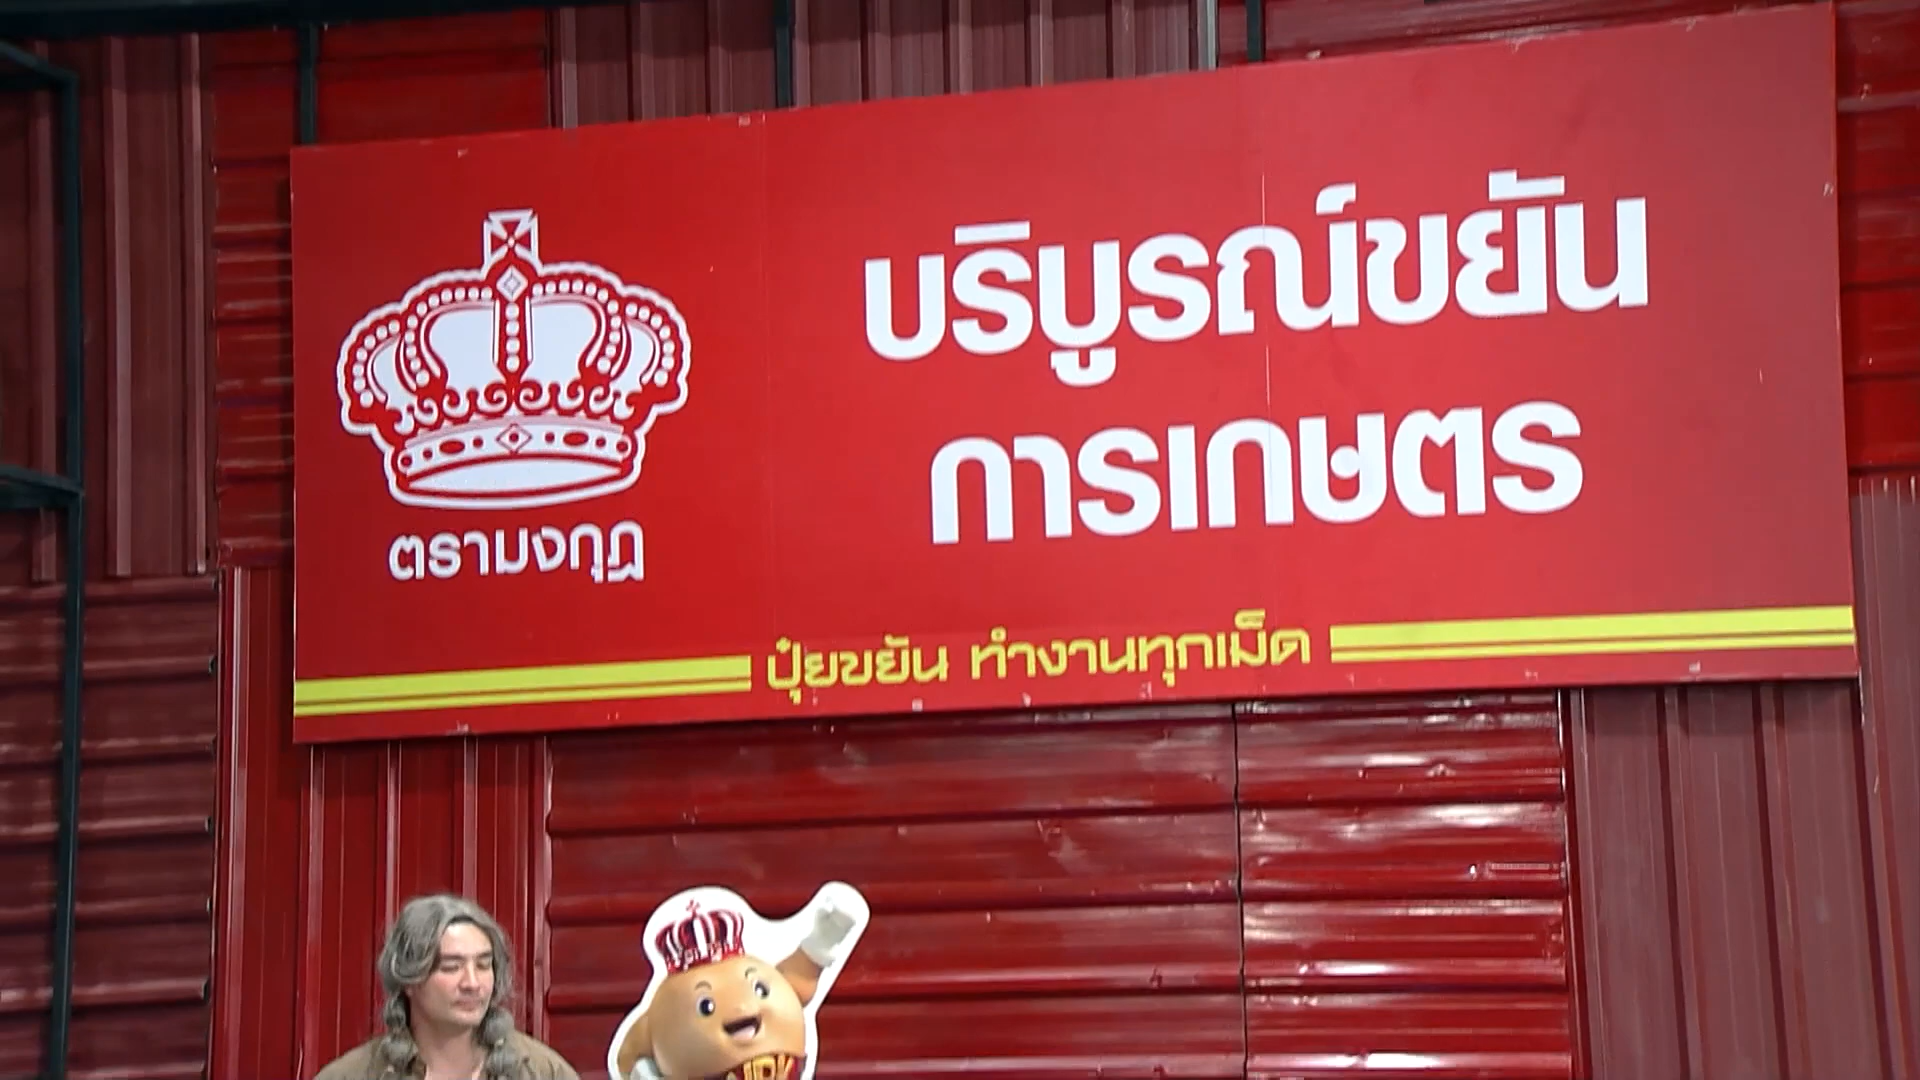 บริบูรณ์ขยัน
การเกษตร
ตรามงกุฎ
ปุ๋ยขยัน ทำงานทุกเม็ด